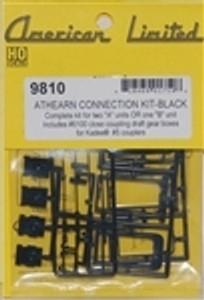 American Limited
HO
9810
ATHEARN CONNECTION KIT-BLACK
Complete kit for two "A" units OR one "B" unit
Includes #6100 close coupling draft gear boxes
for Kadee® #5 couplers